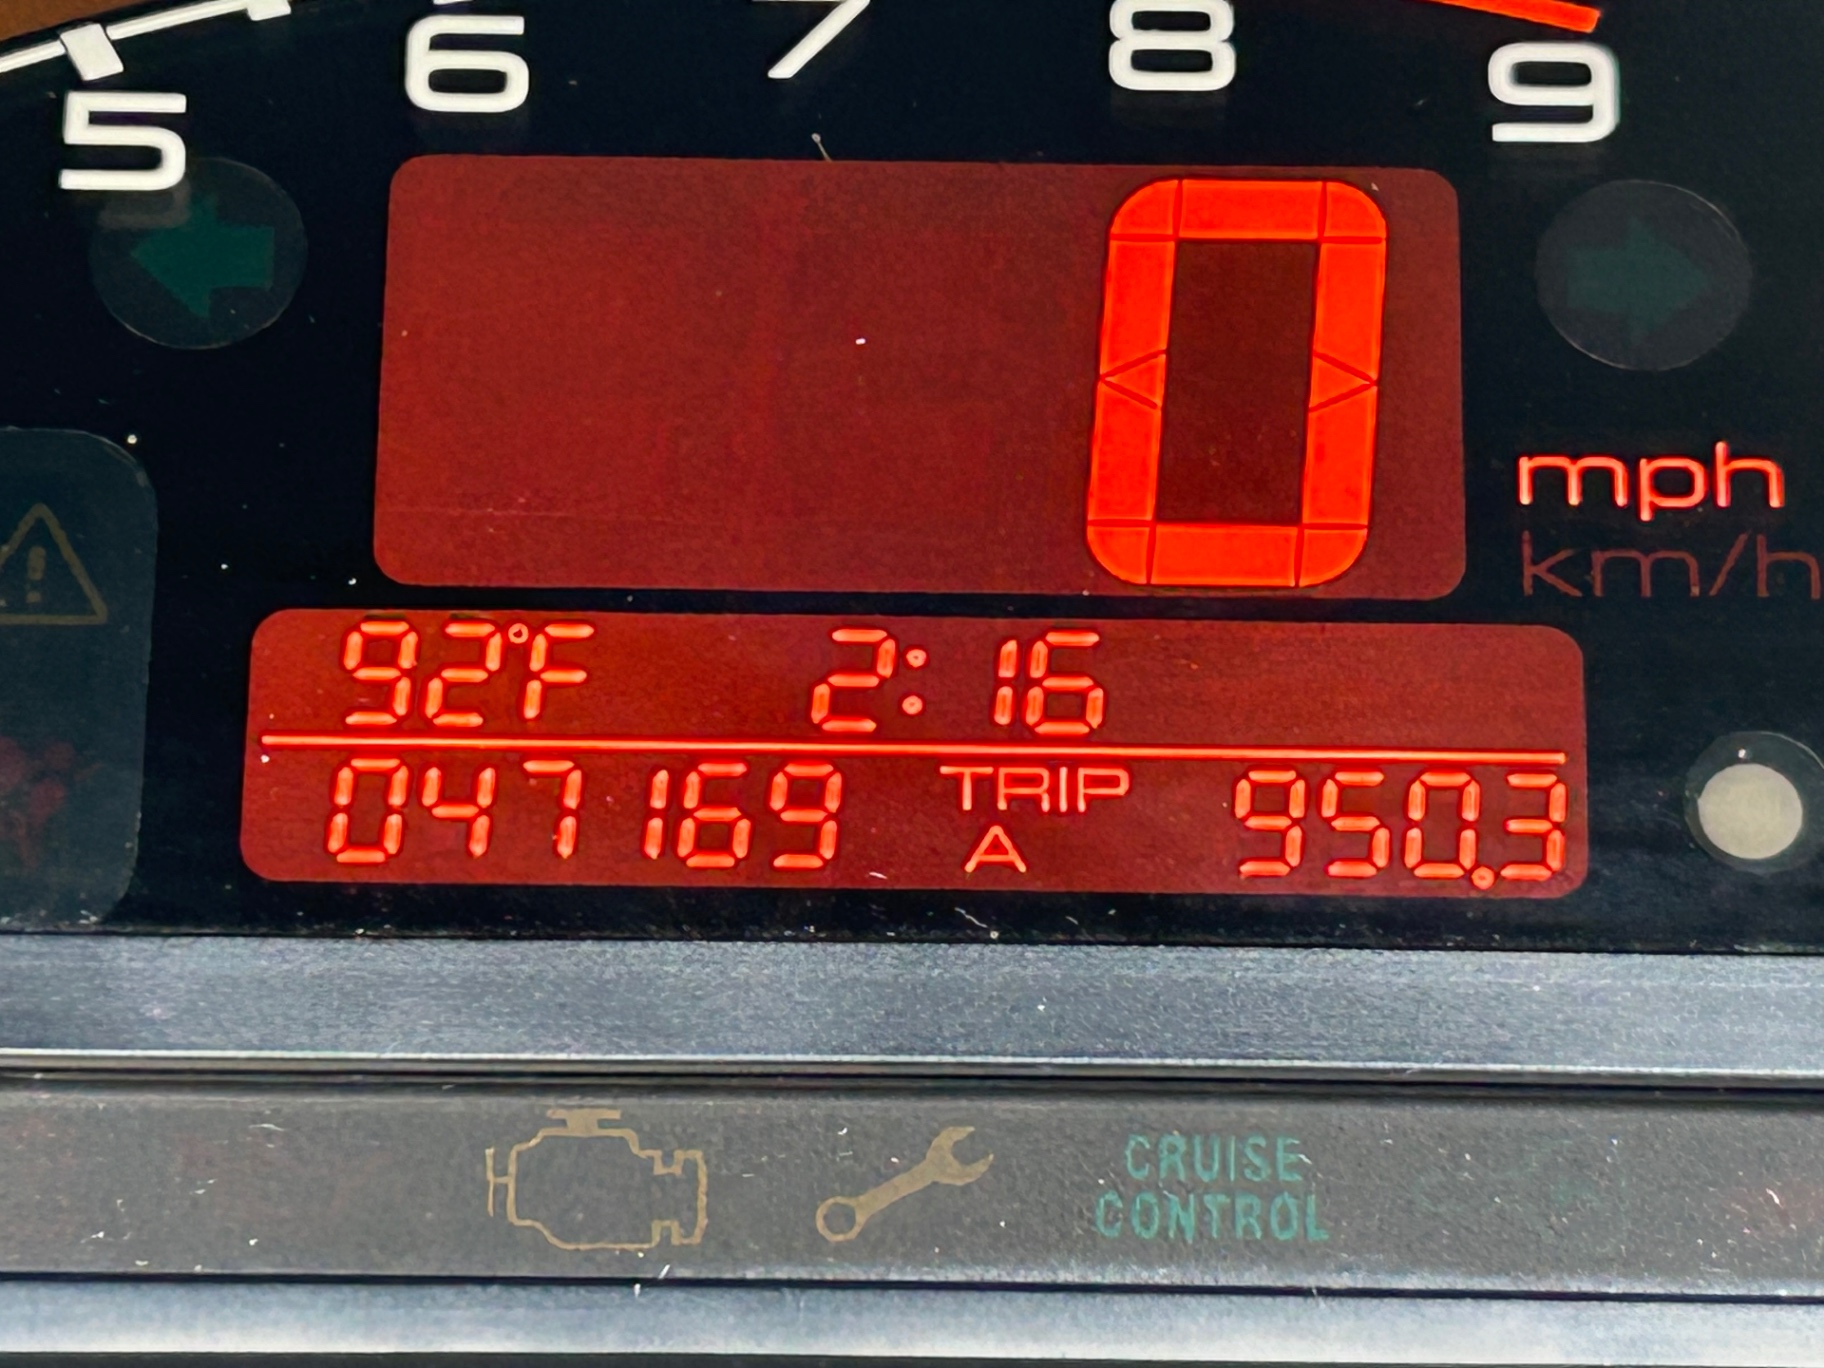 5 6 7 8 9
0
mph
km/h
92°F 2:16
047169 TRIP A 950.3
CRUISE
CONTROL